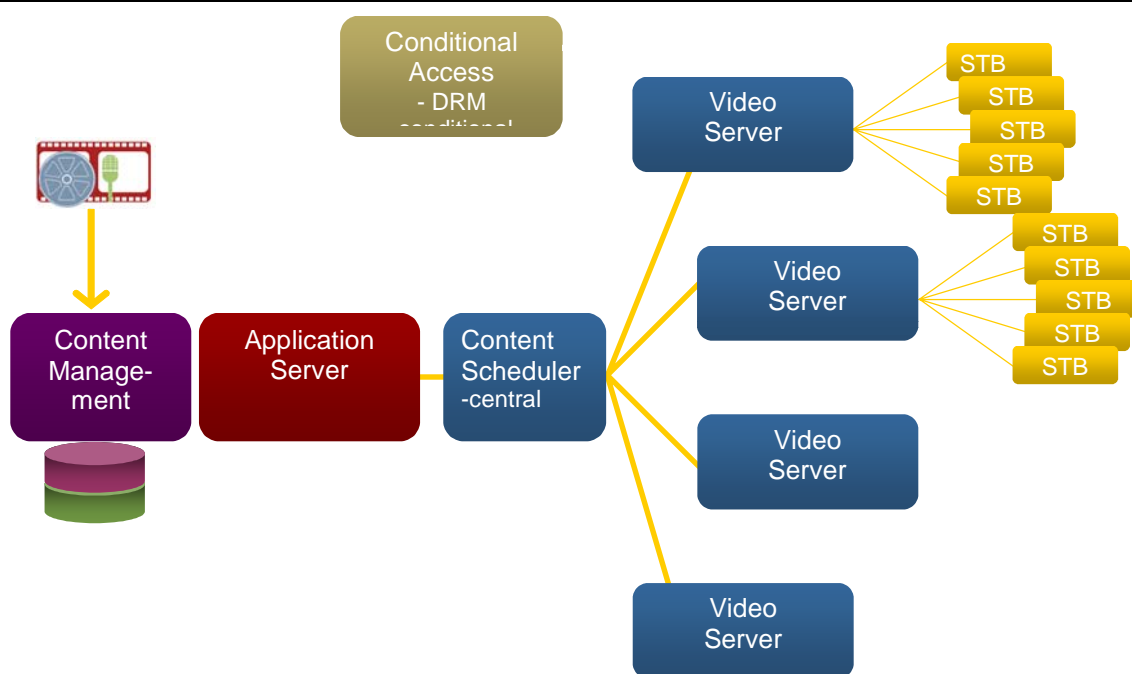 Conditional
Access
- DRM
conditional
Video
Server
STB
STB
STB
STB
STB
Video
Server
STB
STB
STB
STB
STB
Content
Manage-
ment
Application
Server
Content
Scheduler
-central
Video
Server
Video
Server